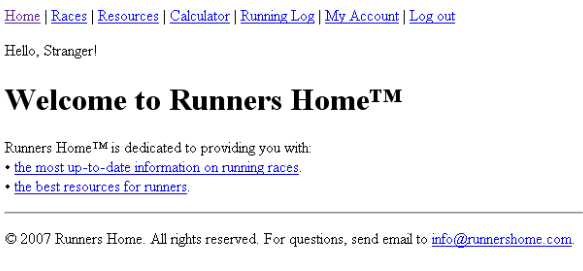 Home | Races | Resources | Calculator | Running Log | My Account | Log out
Hello, Stranger!
Welcome to Runners Home™
Runners Home™ is dedicated to providing you with:
• the most up-to-date information on running races.
• the best resources for runners.
© 2007 Runners Home. All rights reserved. For questions, send email to info@runnershome.com.